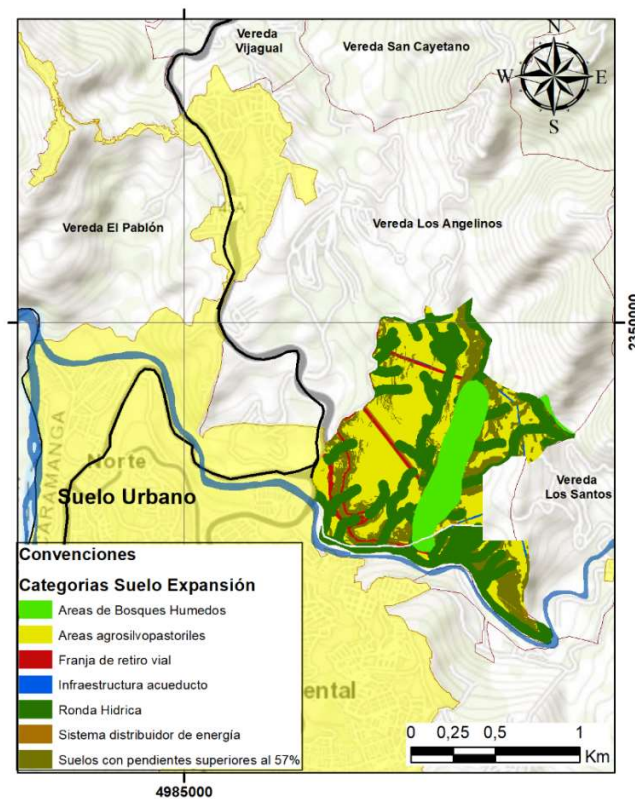 Vereda
Vijagual
Vereda San Cayetano
N
W
E
S
Vereda El Pablón
Vereda Los Angelinos
2350000
CARAMANGA
Norte
Suelo Urbano
Vereda
Los Santos
Convenciones
Categorias Suelo Expansión
Areas de Bosques Humedos
Areas agrosilvopastoriles
Franja de retiro vial
Infraestructura acueducto
Ronda Hidrica
Sistema distribuidor de energía
Suelos con pendientes superiores al 57%
ental
0 0,25 0,5 1
Km
4985000